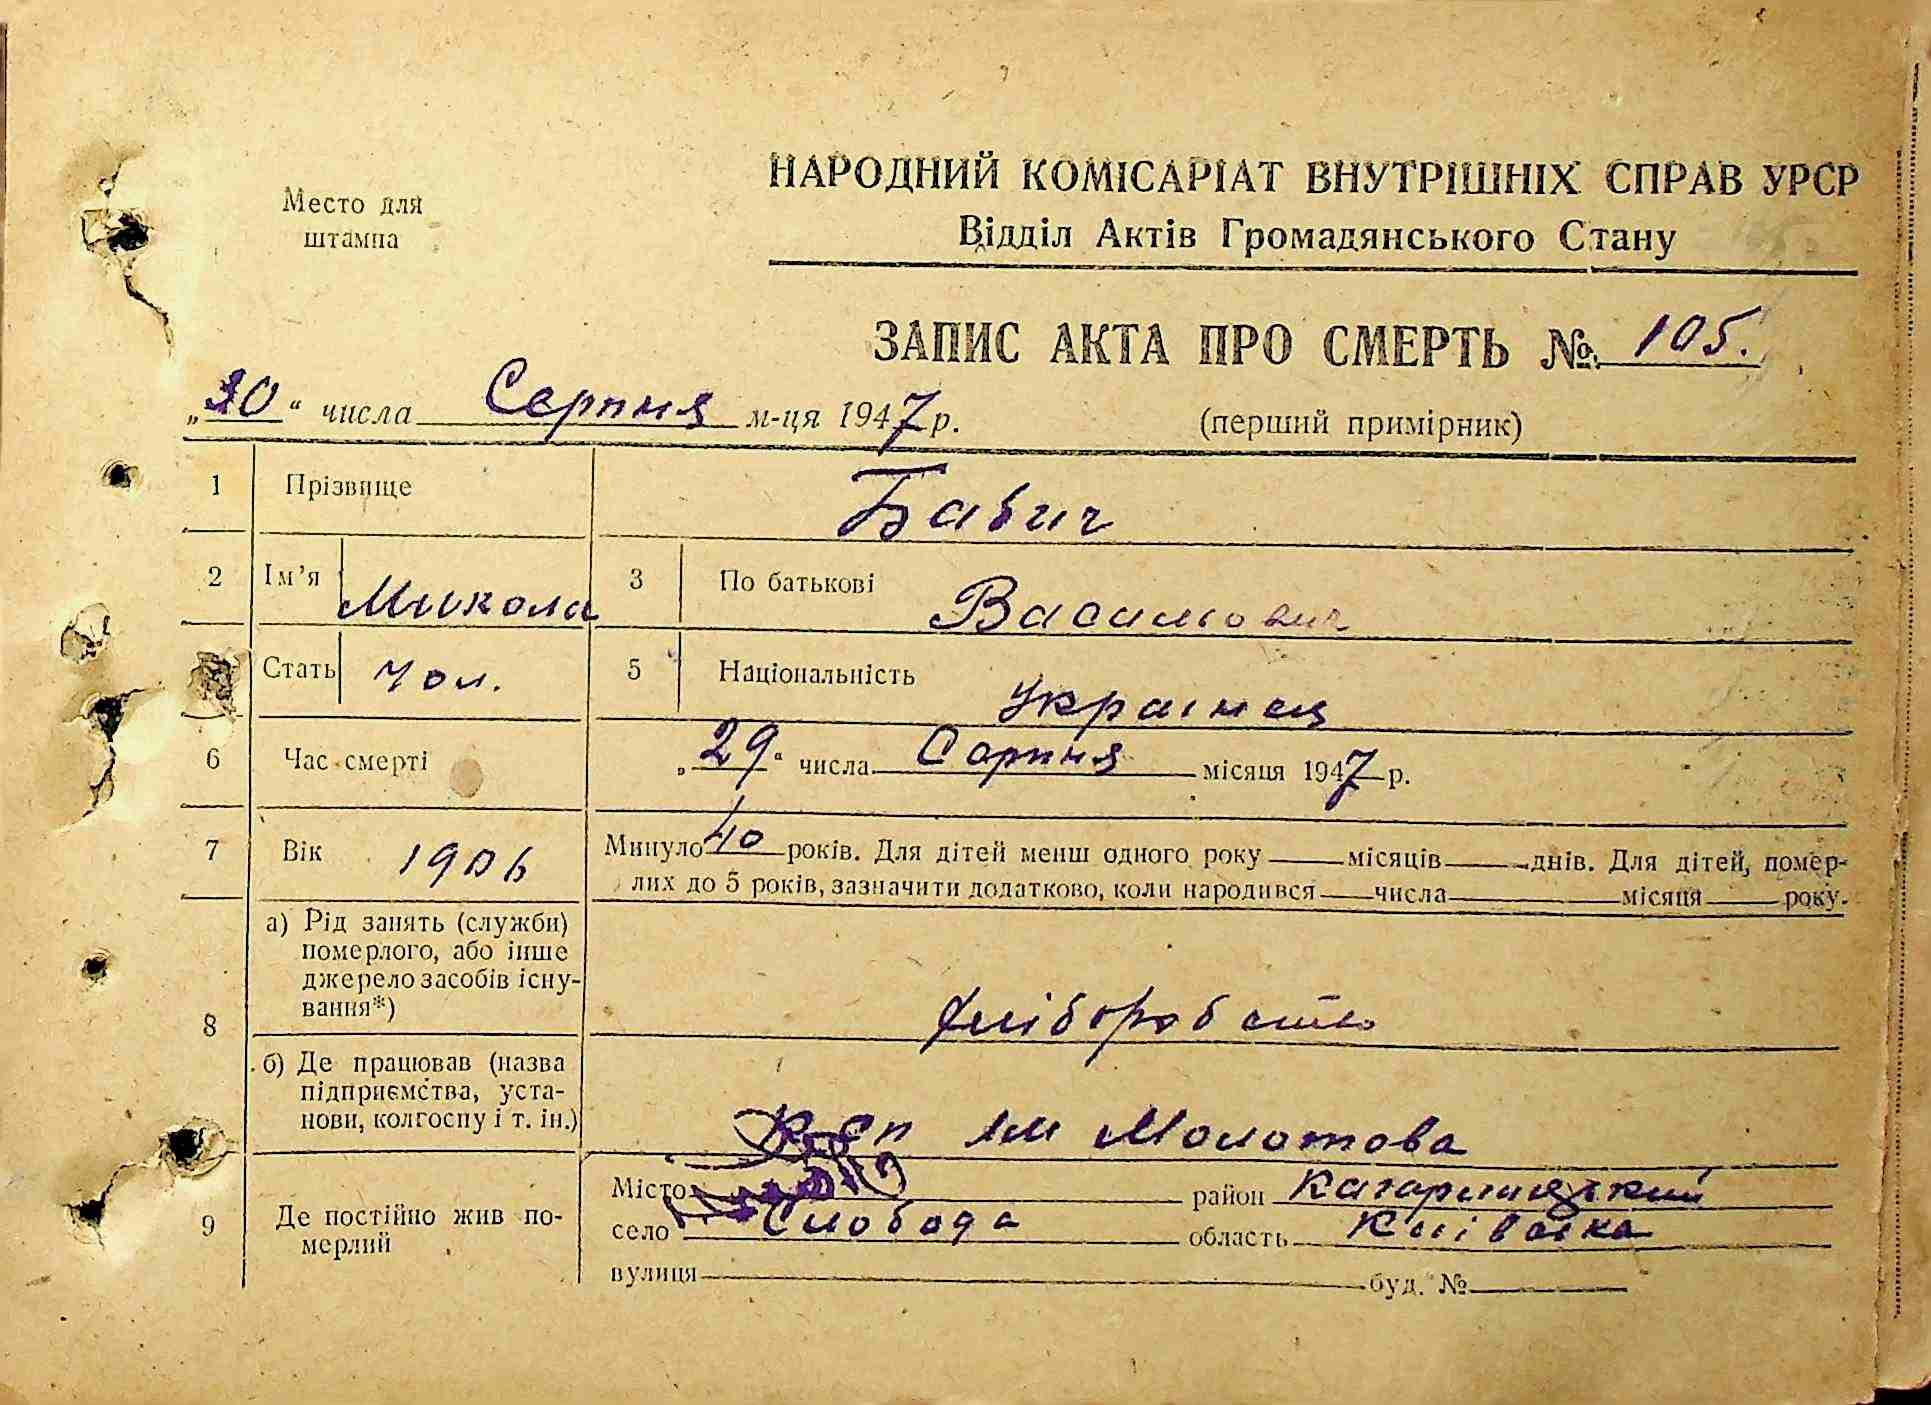 Место для
штампа
НАРОДНИЙ КОМІСАРІАТ ВНУТРІШНІХ СПРАВ УРСР
Відділ Актів Громадянського Стану
ЗАПИС АКТА ПРО СМЕРТЬ № 105.
„30“ числа Серпня м-ця 1947 р. (перший примірник)
1 Прізвище Бабич
2 Ім'я Микола 3 По батькові Васильович
Стать чол. 5 Національність Українец
6 Час смерті „29“ числа Серпня місяця 1947 р.
7 Вік 1906 Минуло 40 років. Для дітей менш одного року місяців днів. Для дітей, помер-
лих до 5 років, зазначити додатково, коли народився числа місяця року.
8 а) Рід занять (служби)
померлого, або інше
джерело засобів існу-
вання*) хліборобство
б) Де працював (назва
підприємства, уста-
нови, колгоспу і т. ін.)
ім Молотова
9 Де постійно жив по-
мерлий
Місто район Кагарлицький
село Слобода область Київська
вулиця буд. №